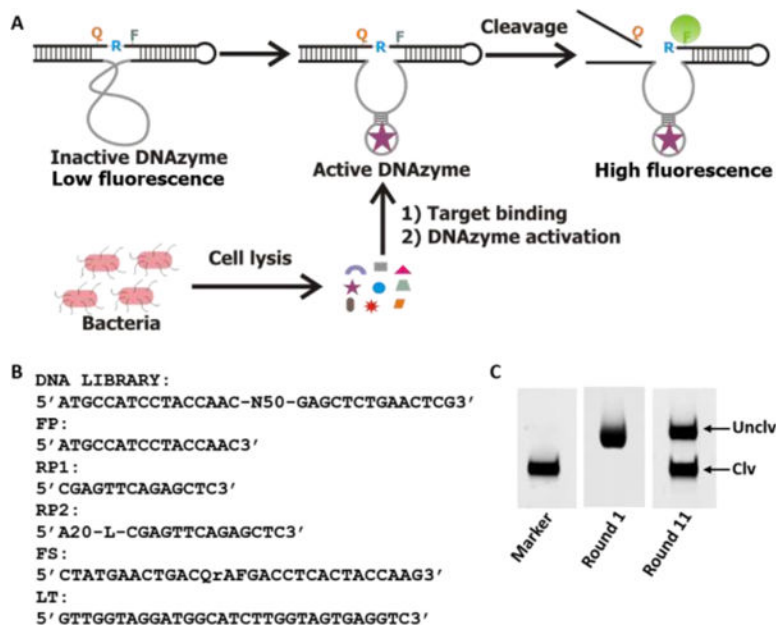 A
Q
R
F
Q
R
F
Cleavage
Q
R
F
Inactive DNAzyme
Low fluorescence
Active DNAzyme
High fluorescence
1) Target binding
2) DNAzyme activation
Cell lysis
Bacteria
B
DNA LIBRARY:
5'ATGCCATCCTACCAAC-N50-GAGCTCTGAACTCG3'
FP:
5'ATGCCATCCTACCAAC3'
RP1:
5'CGAGTTCAGAGCTC3'
RP2:
5'A20-L-CGAGTTCAGAGCTC3'
FS:
5'CTATGAACTGACQrAFGACCTCACTACCAAG3'
LT:
5'GTTGGTAGGATGGCATCTTGGTAGTGAGGTC3'
C
Unclv
Clv
Marker
Round 1
Round 11